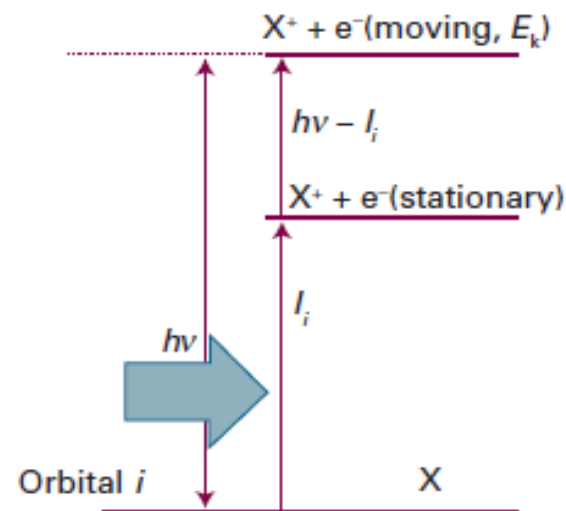 X⁺ + e⁻(moving, Eₖ)
hν – Iᵢ
X⁺ + e⁻(stationary)
Iᵢ
hν
Orbital i
X